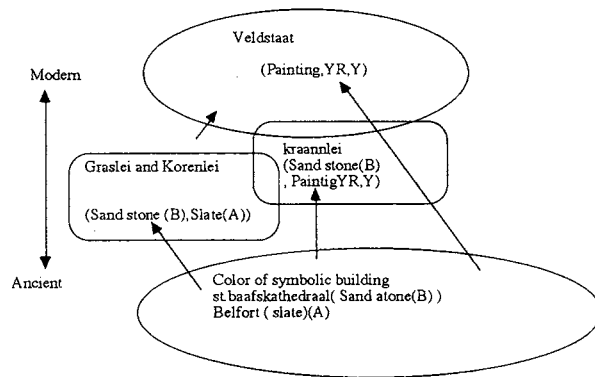 Veldstaat
(Painting,YR,Y)
Modern
kraannlei
(Sand stone(B)
, PaintigYR,Y)
Graslei and Korenlei
(Sand stone (B),Slate(A))
Ancient
Color of symbolic building
st.baafskathedraal( Sand atone(B) )
Belfort ( slate)(A)